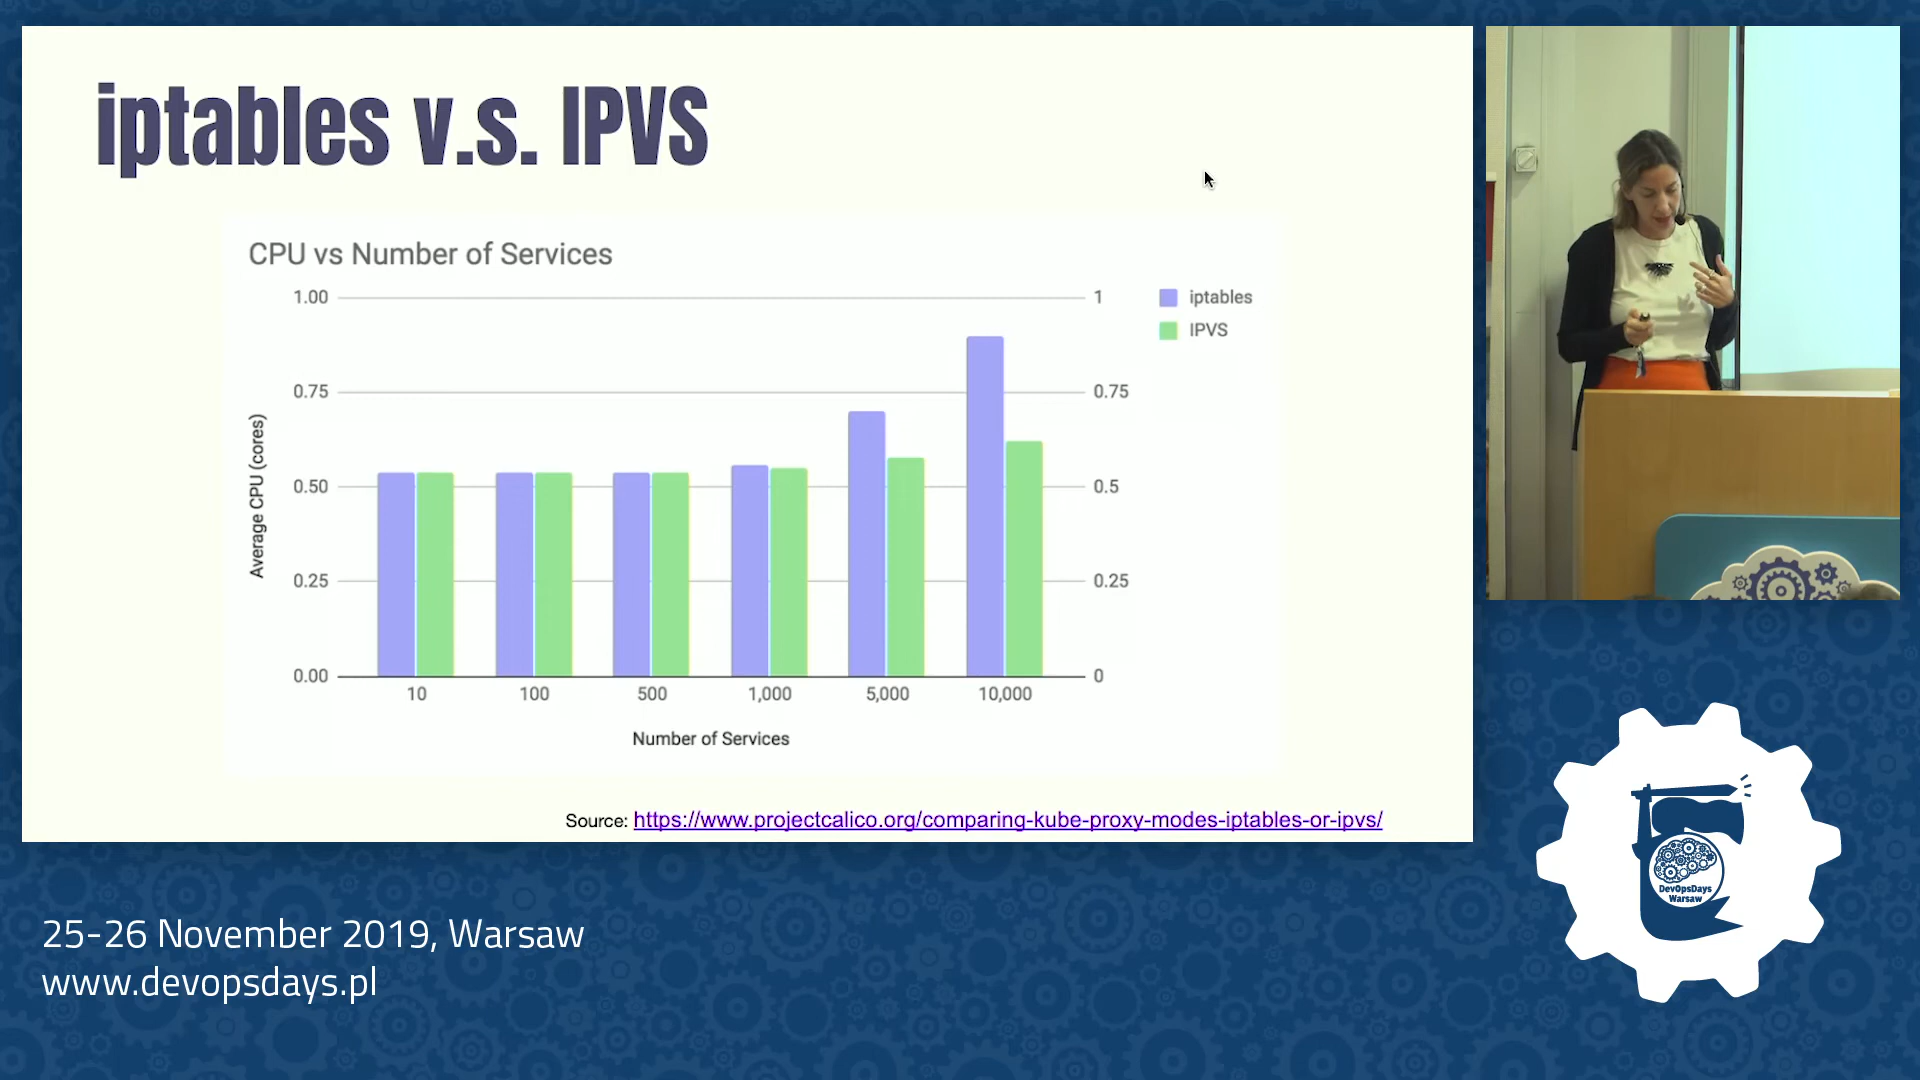 iptables v.s. IPVS
CPU vs Number of Services
1.00
0.75
0.50
0.25
0.00
Average CPU (cores)
1
0.75
0.5
0.25
0
iptables
IPVS
10 100 500 1,000 5,000 10,000
Number of Services
Source: https://www.projectcalico.org/comparing-kube-proxy-modes-iptables-or-ipvs/
25-26 November 2019, Warsaw
www.devopsdays.pl
DevOpsDays
Warsaw